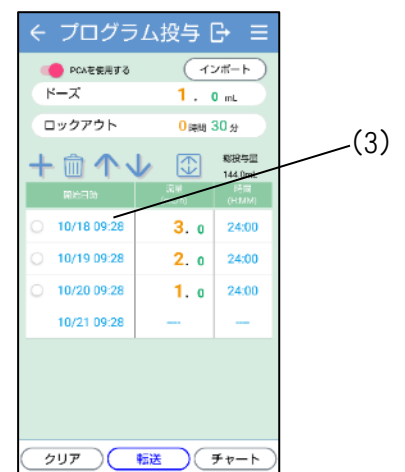 プログラム投与
PCAを使用する インポート
ドーズ 1. 0 mL
ロックアウト 0時間 30分
総投与量
144.0mL
開始日時 流量 時間
(H:MM)
10/18 09:28 3. 0 24:00
10/19 09:28 2. 0 24:00
10/20 09:28 1. 0 24:00
10/21 09:28 ---- ----
クリア 転送 チャート
(3)